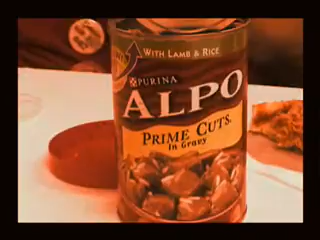 WITH LAMB & RICE
PURINA
ALPO
PRIME CUTS
In Gravy